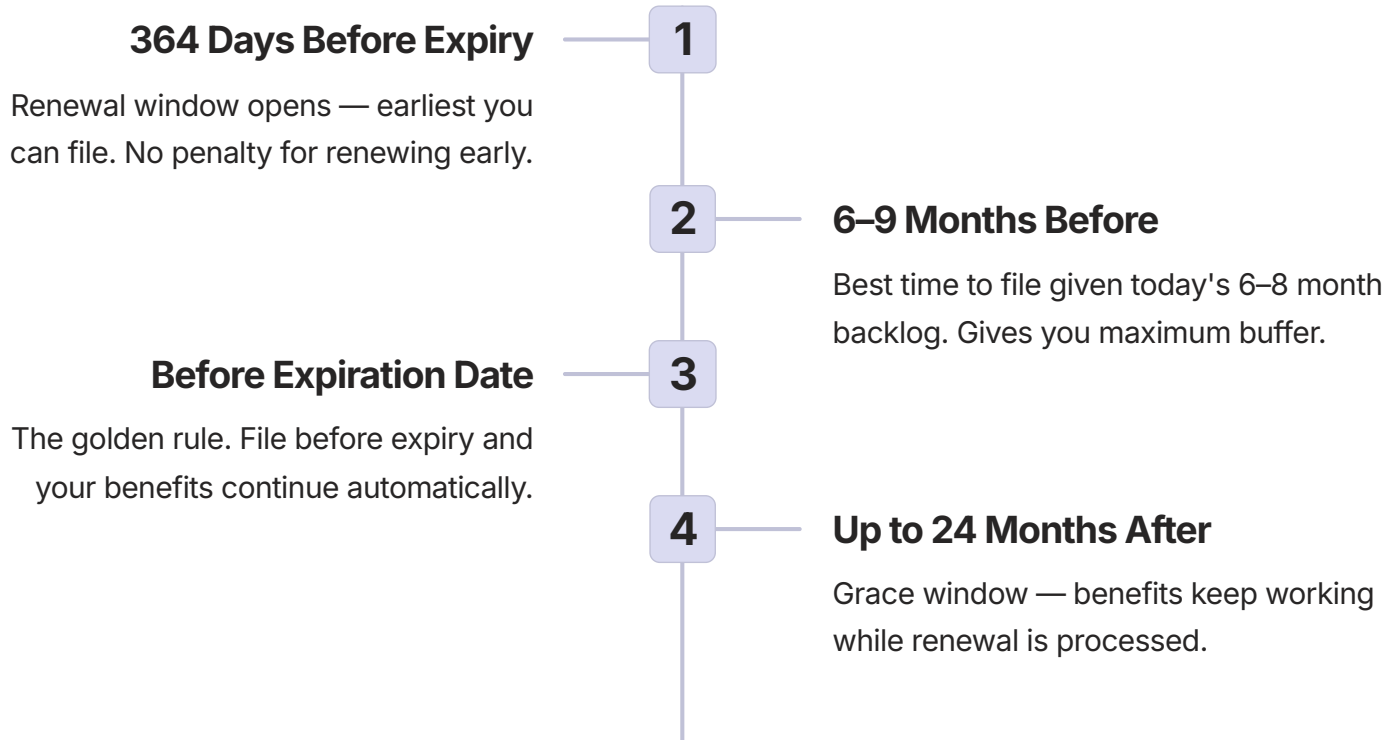 364 Days Before Expiry
1
Renewal window opens — earliest you
can file. No penalty for renewing early.
2
6–9 Months Before
Best time to file given today's 6–8 month
backlog. Gives you maximum buffer.
Before Expiration Date
3
The golden rule. File before expiry and
your benefits continue automatically.
4
Up to 24 Months After
Grace window — benefits keep working
while renewal is processed.